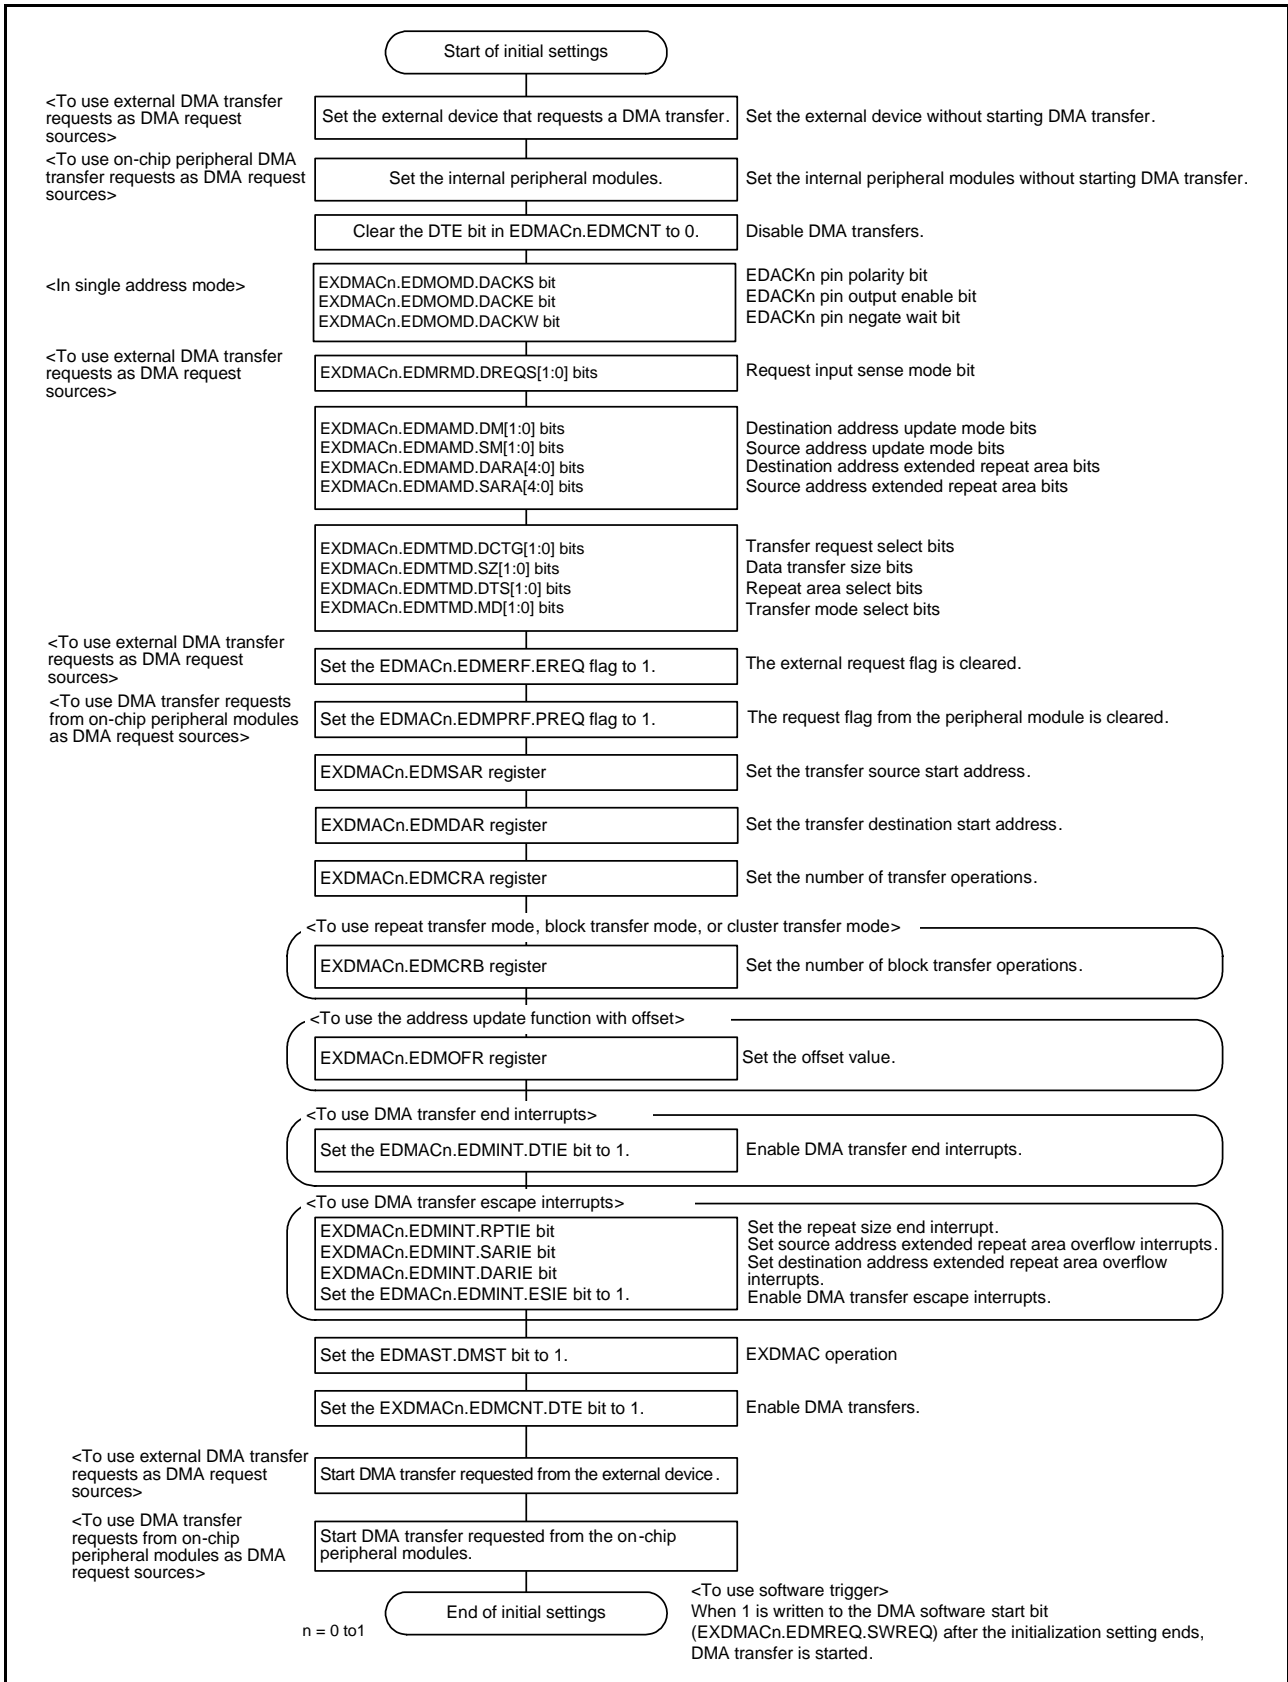 Start of initial settings
<To use external DMA transfer
requests as DMA request
sources>
Set the external device that requests a DMA transfer.
Set the external device without starting DMA transfer.
<To use on-chip peripheral DMA
transfer requests as DMA request
sources>
Set the internal peripheral modules.
Set the internal peripheral modules without starting DMA transfer.
Clear the DTE bit in EDMACn.EDMCNT to 0.
Disable DMA transfers.
<In single address mode>
EXDMACn.EDMOMD.DACKS bit
EXDMACn.EDMOMD.DACKE bit
EXDMACn.EDMOMD.DACKW bit
EDACKn pin polarity bit
EDACKn pin output enable bit
EDACKn pin negate wait bit
<To use external DMA transfer
requests as DMA request
sources>
EXDMACn.EDMRMD.DREQS[1:0] bits
Request input sense mode bit
EXDMACn.EDMAMD.DM[1:0] bits
EXDMACn.EDMAMD.SM[1:0] bits
EXDMACn.EDMAMD.DARA[4:0] bits
EXDMACn.EDMAMD.SARA[4:0] bits
Destination address update mode bits
Source address update mode bits
Destination address extended repeat area bits
Source address extended repeat area bits
EXDMACn.EDMTMD.DCTG[1:0] bits
EXDMACn.EDMTMD.SZ[1:0] bits
EXDMACn.EDMTMD.DTS[1:0] bits
EXDMACn.EDMTMD.MD[1:0] bits
Transfer request select bits
Data transfer size bits
Repeat area select bits
Transfer mode select bits
<To use external DMA transfer
requests as DMA request
sources>
Set the EDMACn.EDMERF.EREQ flag to 1.
The external request flag is cleared.
<To use DMA transfer requests
from on-chip peripheral modules
as DMA request sources>
Set the EDMACn.EDMPRF.PREQ flag to 1.
The request flag from the peripheral module is cleared.
EXDMACn.EDMSAR register
Set the transfer source start address.
EXDMACn.EDMDAR register
Set the transfer destination start address.
EXDMACn.EDMCRA register
Set the number of transfer operations.
<To use repeat transfer mode, block transfer mode, or cluster transfer mode>
EXDMACn.EDMCRB register
Set the number of block transfer operations.
<To use the address update function with offset>
EXDMACn.EDMOFR register
Set the offset value.
<To use DMA transfer end interrupts>
Set the EDMACn.EDMINT.DTIE bit to 1.
Enable DMA transfer end interrupts.
<To use DMA transfer escape interrupts>
EXDMACn.EDMINT.RPTIE bit
EXDMACn.EDMINT.SARIE bit
EXDMACn.EDMINT.DARIE bit
Set the EDMACn.EDMINT.ESIE bit to 1.
Set the repeat size end interrupt.
Set source address extended repeat area overflow interrupts.
Set destination address extended repeat area overflow
interrupts.
Enable DMA transfer escape interrupts.
Set the EDMAST.DMST bit to 1.
EXDMAC operation
Set the EXDMACn.EDMCNT.DTE bit to 1.
Enable DMA transfers.
<To use external DMA transfer
requests as DMA request
sources>
Start DMA transfer requested from the external device.
<To use DMA transfer
requests from on-chip
peripheral modules as DMA
request sources>
Start DMA transfer requested from the on-chip
peripheral modules.
End of initial settings
n = 0 to1
<To use software trigger>
When 1 is written to the DMA software start bit
(EXDMACn.EDMREQ.SWREQ) after the initialization setting ends,
DMA transfer is started.